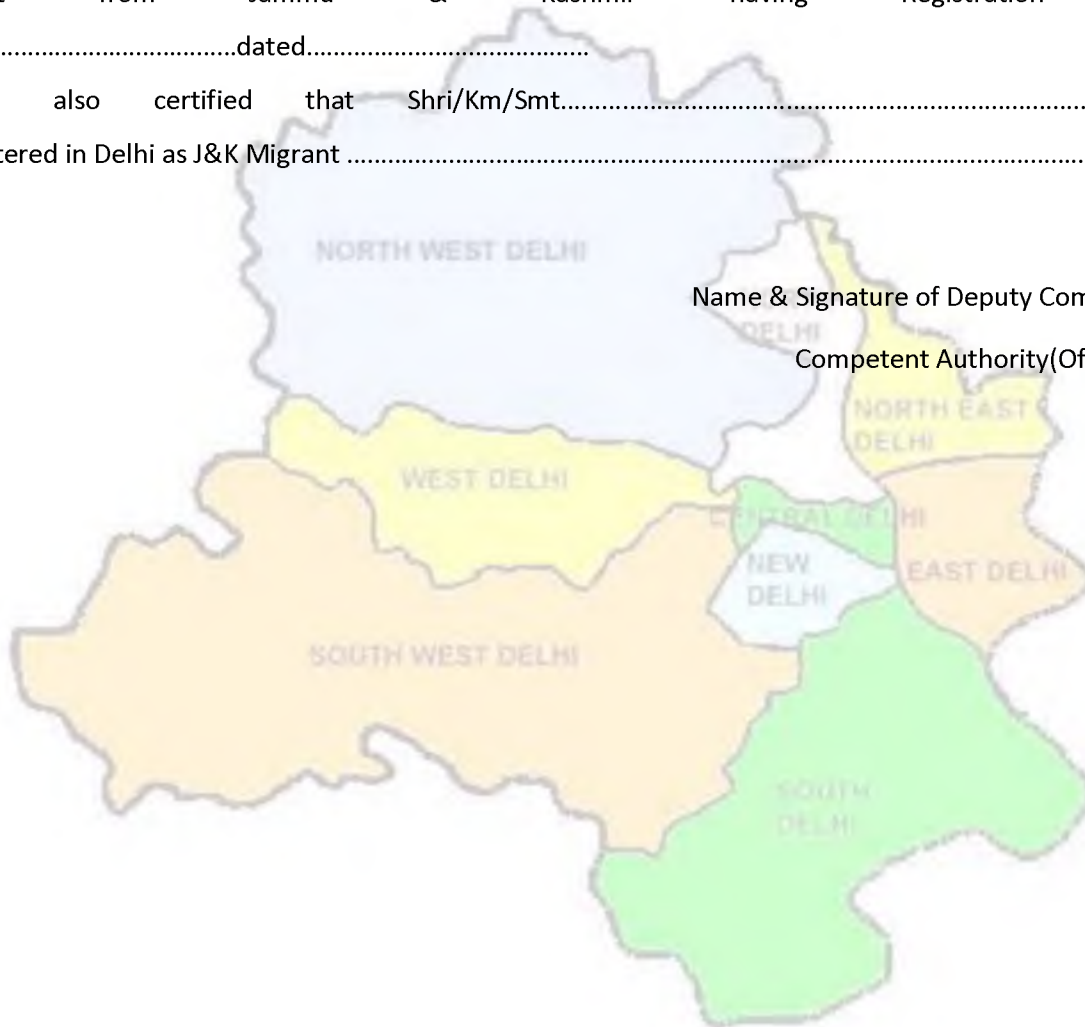 from Jammu & Kashmir having Registration
....................................dated..........................................
also certified that Shri/Km/Smt..............................................................................
tered in Delhi as J&K Migrant ..............................................................................................................
NORTH WEST DELHI
Name & Signature of Deputy Com
DELHI
Competent Authority(Of
NORTH EAST
DELHI
WEST DELHI
CENTRAL DELHI
NEW
DELHI
EAST DELHI
SOUTH WEST DELHI
SOUTH
DELHI